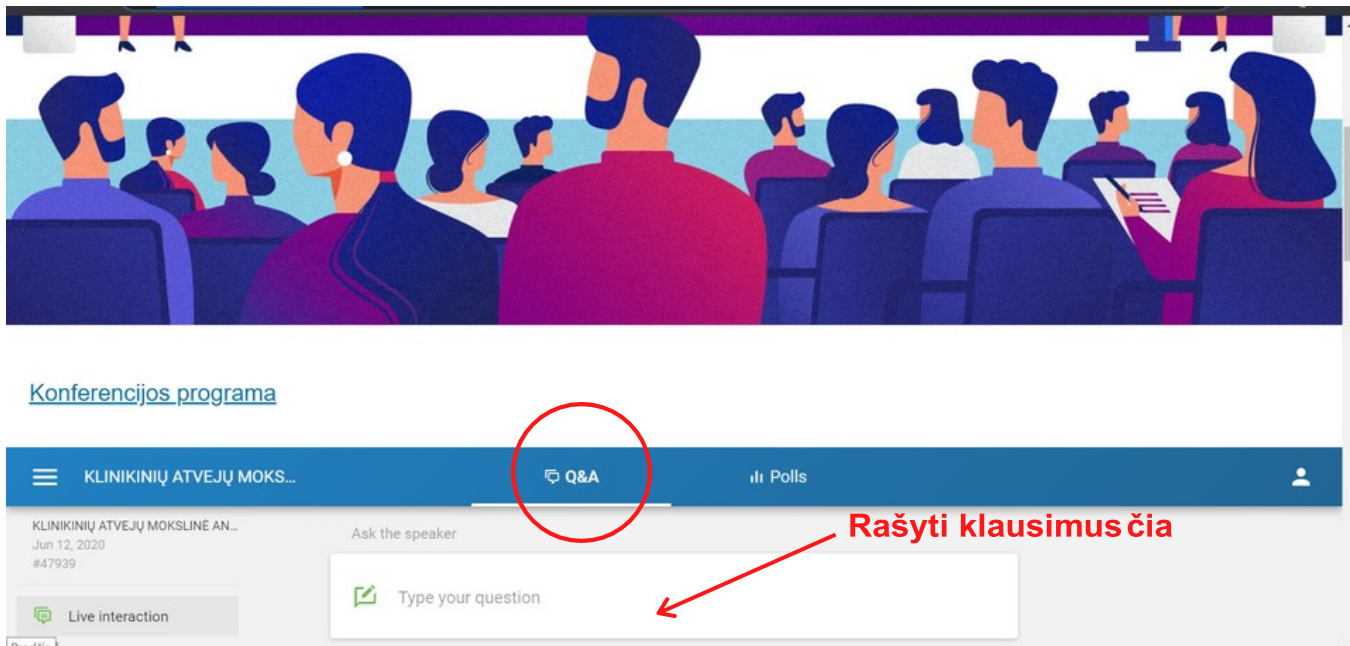 Konferencijos programa
KLINIKINIŲ ATVEJŲ MOKS...
Q&A
Polls
KLINIKINIŲ ATVEJŲ MOKSLINĖ AN...
Jun 12, 2020
#47939
Ask the speaker
Rašyti klausimus čia
Type your question
Live interaction